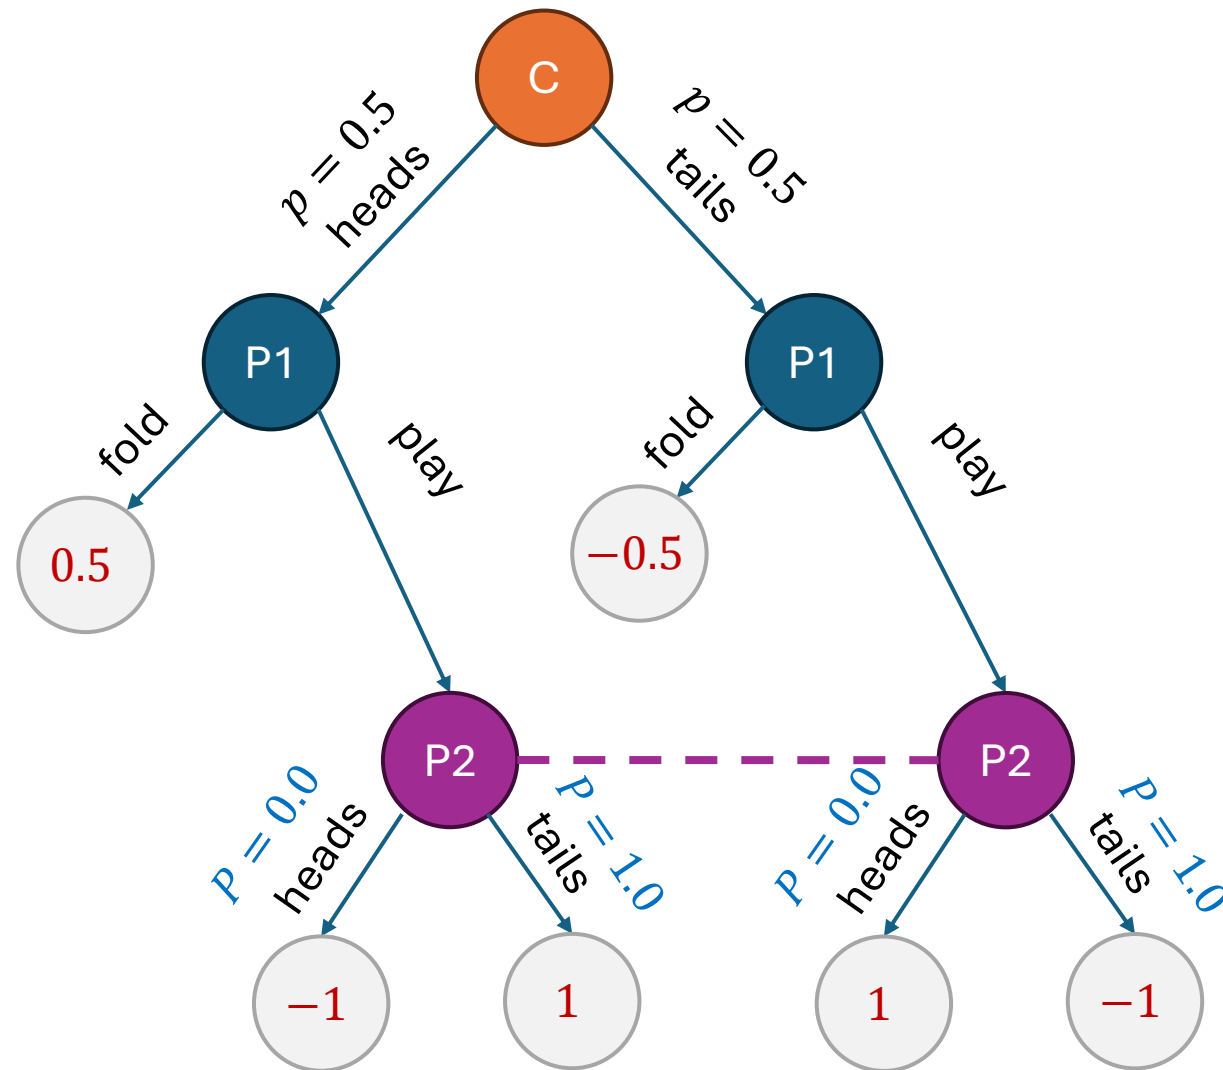 C
p = 0.5
heads
p = 0.5
tails
P1
P1
fold
play
fold
play
0.5
−0.5
P2
P2
P = 0.0
heads
P = 1.0
tails
P = 0.0
heads
P = 1.0
tails
−1
1
1
−1